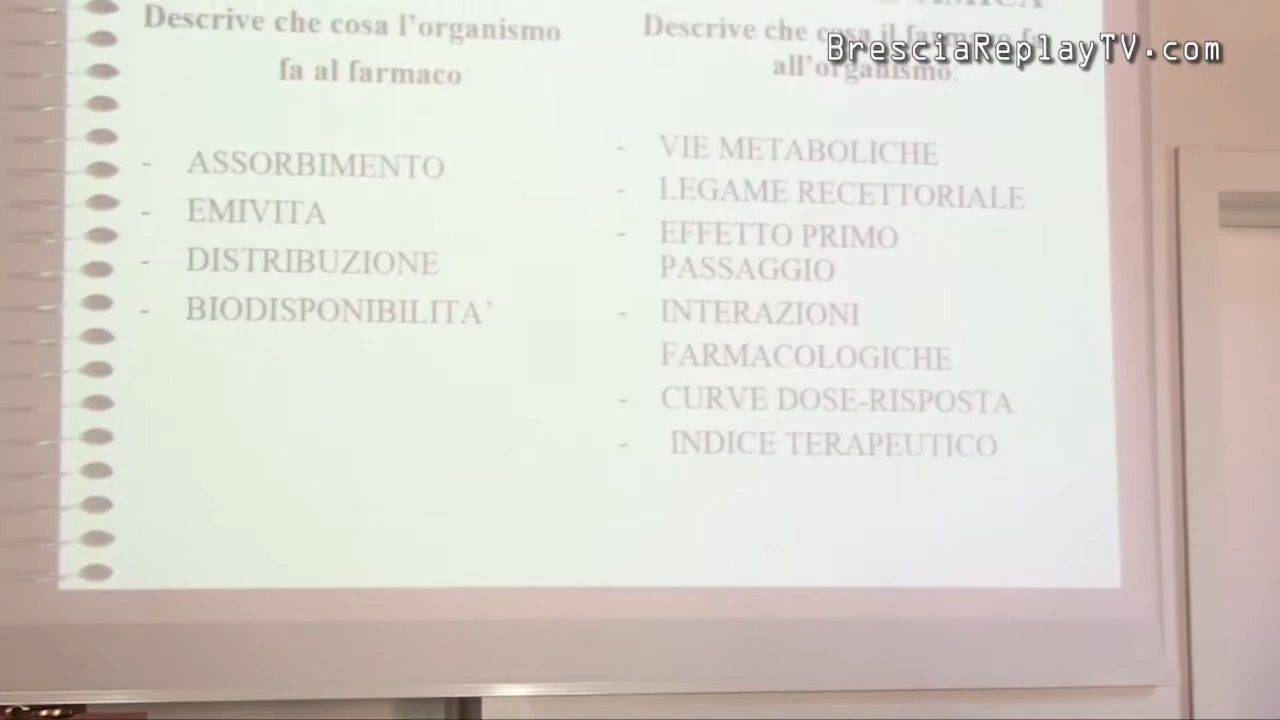 Descrive che cosa l'organismo
fa al farmaco
- ASSORBIMENTO
- EMIVITA
- DISTRIBUZIONE
- BIODISPONIBILITA'
Descrive che cosa il farmaco fa
all'organismo
- VIE METABOLICHE
- LEGAME RECETTORIALE
- EFFETTO PRIMO
PASSAGGIO
- INTERAZIONI
FARMACOLOGICHE
- CURVE DOSE-RISPOSTA
- INDICE TERAPEUTICO
BresciaReplayTV.com